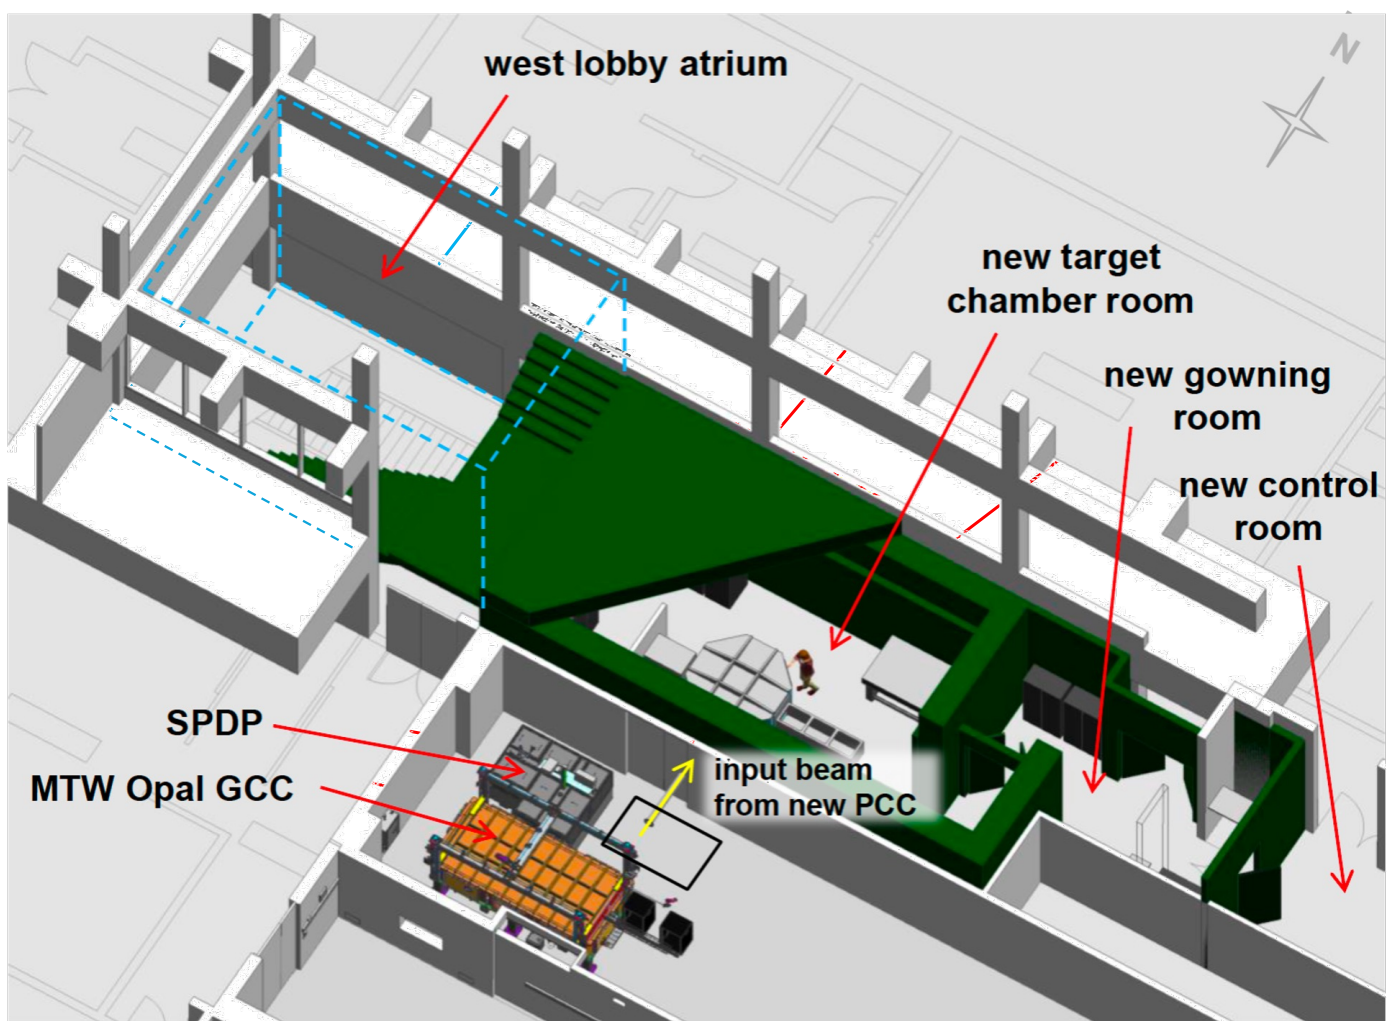 N
west lobby atrium
new target
chamber room
new gowning
room
new control
room
SPDP
MTW Opal GCC
input beam
from new PCC